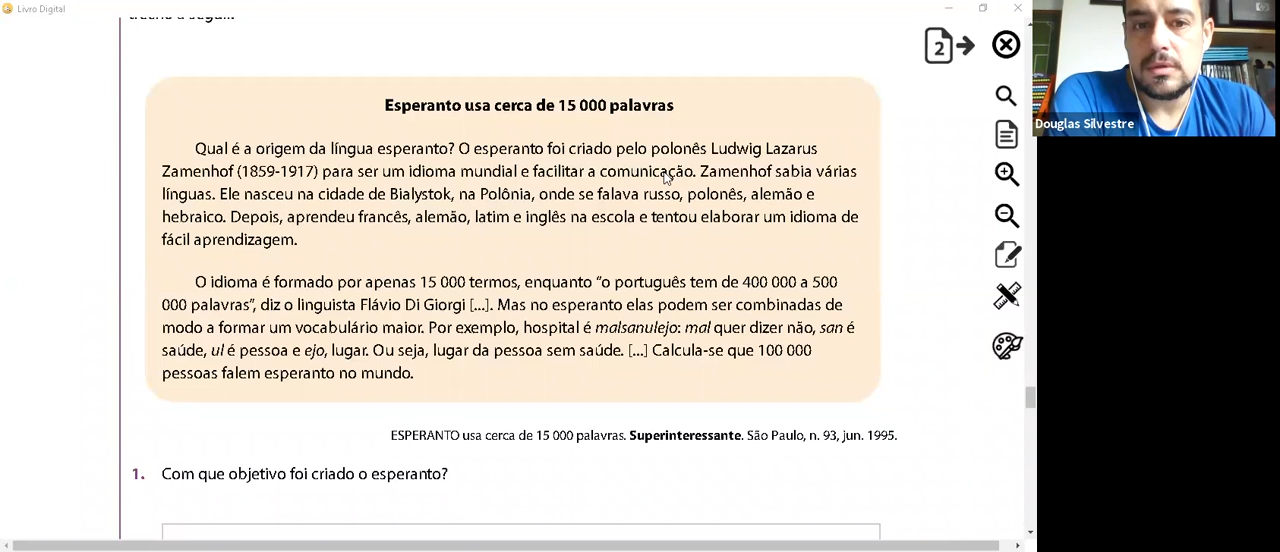 Livro Digital
Esperanto usa cerca de 15 000 palavras
Qual é a origem da língua esperanto? O esperanto foi criado pelo polonês Ludwig Lazarus
Zamenhof (1859-1917) para ser um idioma mundial e facilitar a comunicação. Zamenhof sabia várias
línguas. Ele nasceu na cidade de Bialystok, na Polônia, onde se falava russo, polonês, alemão e
hebraico. Depois, aprendeu francês, alemão, latim e inglês na escola e tentou elaborar um idioma de
fácil aprendizagem.
O idioma é formado por apenas 15 000 termos, enquanto “o português tem de 400 000 a 500
000 palavras”, diz o linguista Flávio Di Giorgi [...]. Mas no esperanto elas podem ser combinadas de
modo a formar um vocabulário maior. Por exemplo, hospital é malsanulejo: mal quer dizer não, san é
saúde, ul é pessoa e ejo, lugar. Ou seja, lugar da pessoa sem saúde. [...] Calcula-se que 100 000
pessoas falem esperanto no mundo.
ESPERANTO usa cerca de 15 000 palavras. Superinteressante. São Paulo, n. 93, jun. 1995.
1. Com que objetivo foi criado o esperanto?
2
Douglas Silvestre